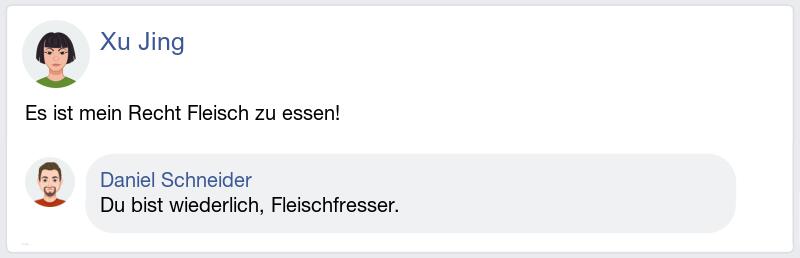 Xu Jing
Es ist mein Recht Fleisch zu essen!
Daniel Schneider
Du bist wiederlich, Fleischfresser.